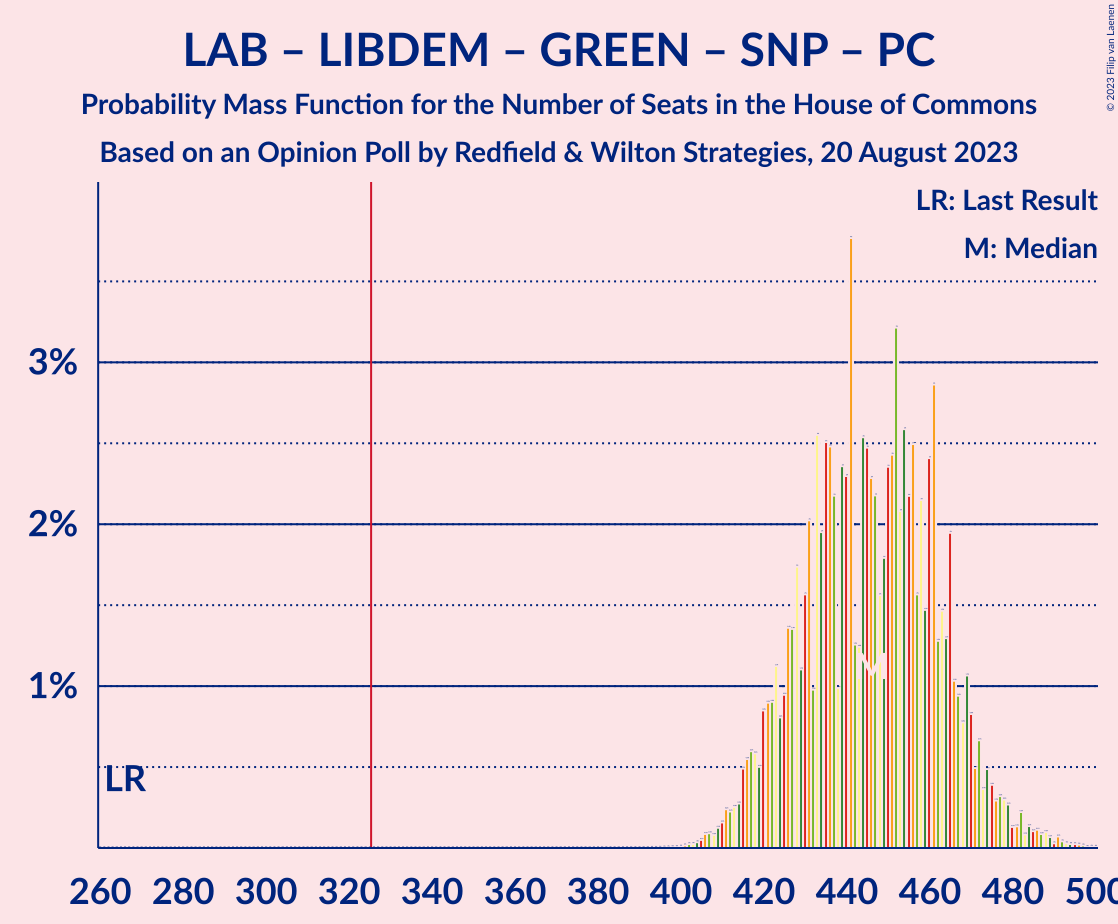 LAB – LIBDEM – GREEN – SNP – PC
Probability Mass Function for the Number of Seats in the House of Commons
Based on an Opinion Poll by Redfield & Wilton Strategies, 20 August 2023
© 2023 Filip van Laenen
LR: Last Result
M: Median
3%
2%
1%
M
LR
260 280 300 320 340 360 380 400 420 440 460 480 500